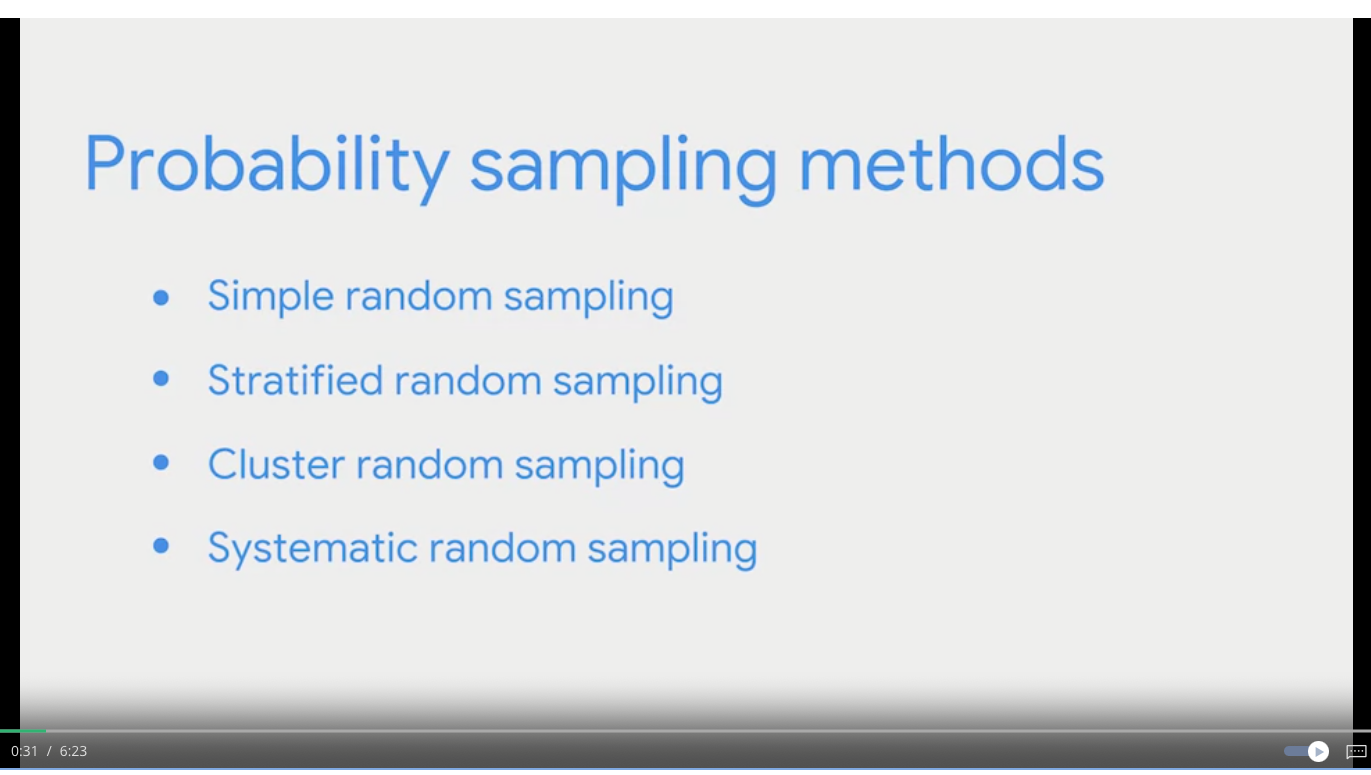 Probability sampling methods
• Simple random sampling
• Stratified random sampling
• Cluster random sampling
• Systematic random sampling
0:31 / 6:23